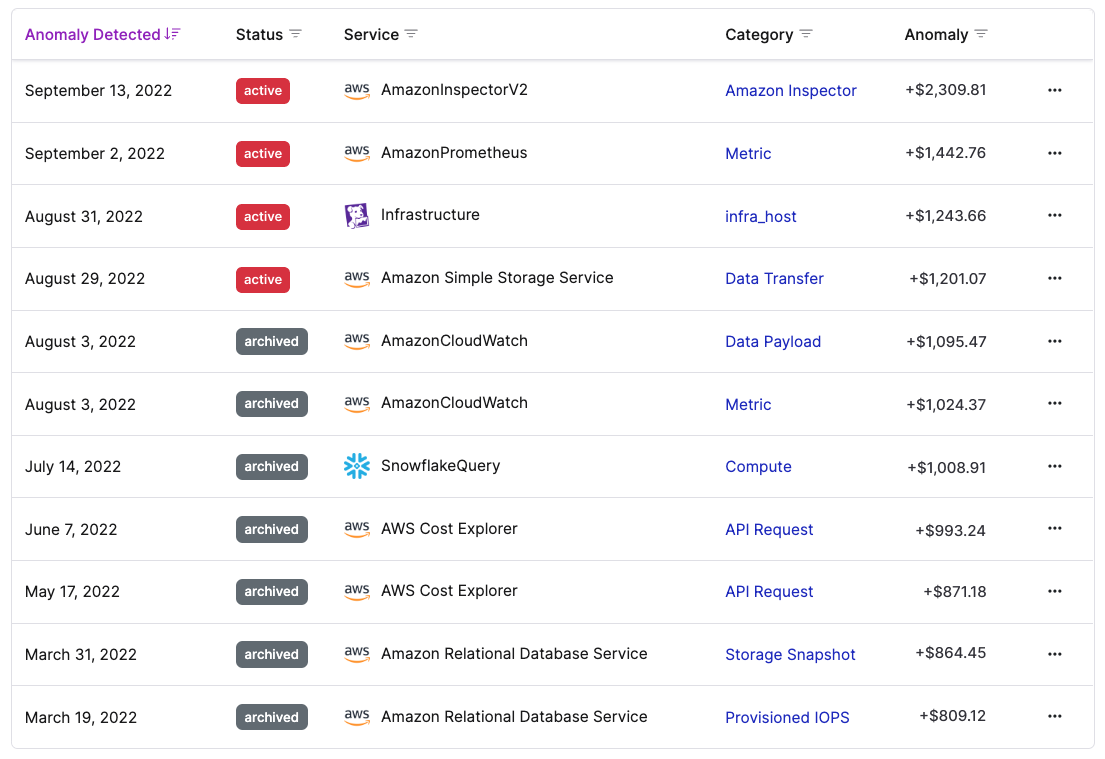 Anomaly Detected Status Service Category Anomaly
September 13, 2022 active aws AmazonInspectorV2 Amazon Inspector +$2,309.81
September 2, 2022 active aws AmazonPrometheus Metric +$1,442.76
August 31, 2022 active Infrastructure infra_host +$1,243.66
August 29, 2022 active aws Amazon Simple Storage Service Data Transfer +$1,201.07
August 3, 2022 archived aws AmazonCloudWatch Data Payload +$1,095.47
August 3, 2022 archived aws AmazonCloudWatch Metric +$1,024.37
July 14, 2022 archived SnowflakeQuery Compute +$1,008.91
June 7, 2022 archived aws AWS Cost Explorer API Request +$993.24
May 17, 2022 archived aws AWS Cost Explorer API Request +$871.18
March 31, 2022 archived aws Amazon Relational Database Service Storage Snapshot +$864.45
March 19, 2022 archived aws Amazon Relational Database Service Provisioned IOPS +$809.12